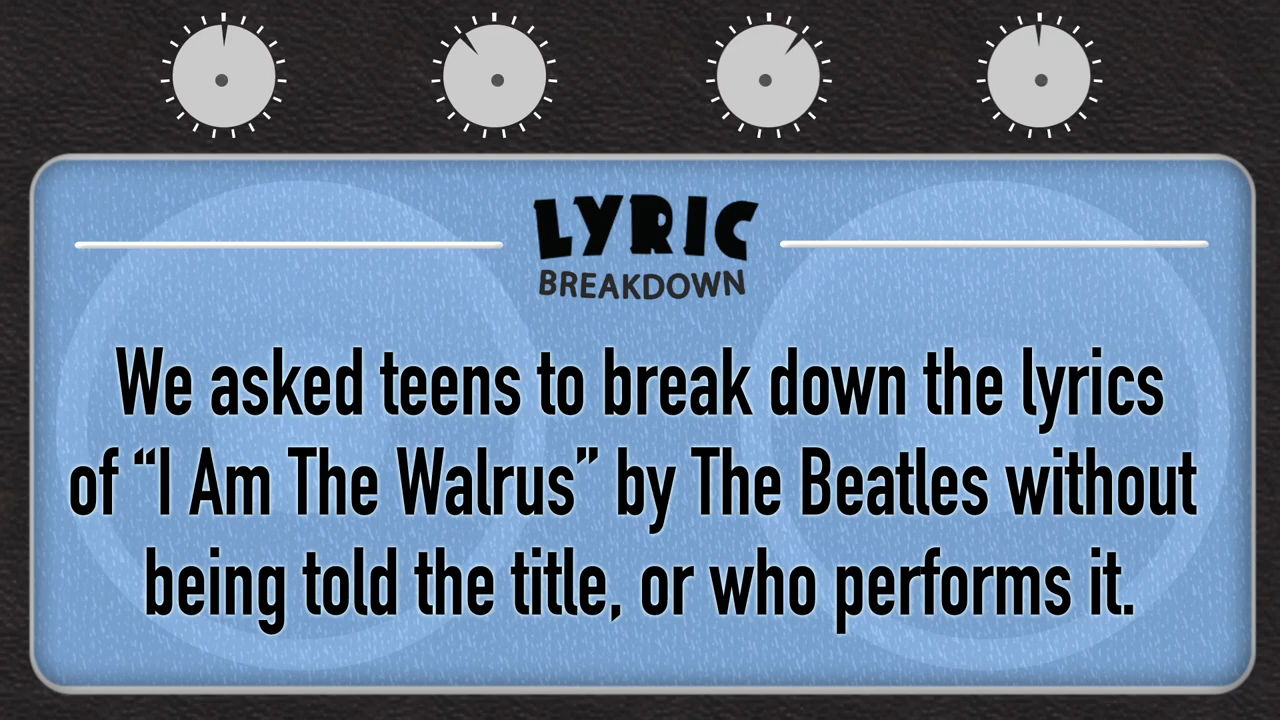 LYRIC
BREAKDOWN
We asked teens to break down the lyrics
of “I Am The Walrus” by The Beatles without
being told the title, or who performs it.